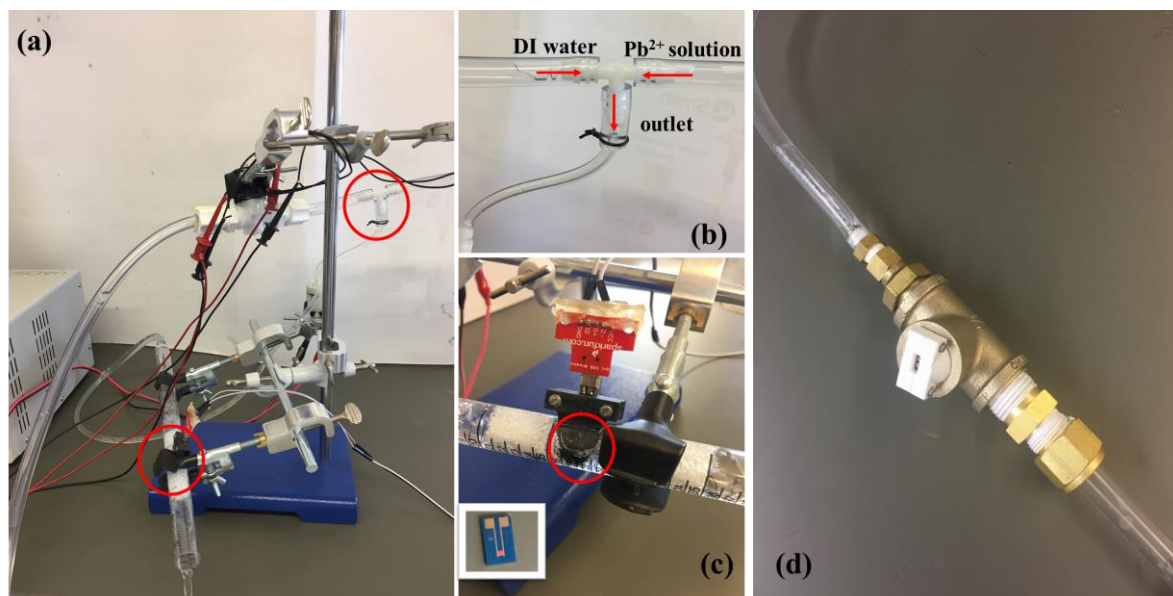 (a)
DI water
Pb²⁺ solution
outlet
(b)
sparkfun.com
(c)
(d)